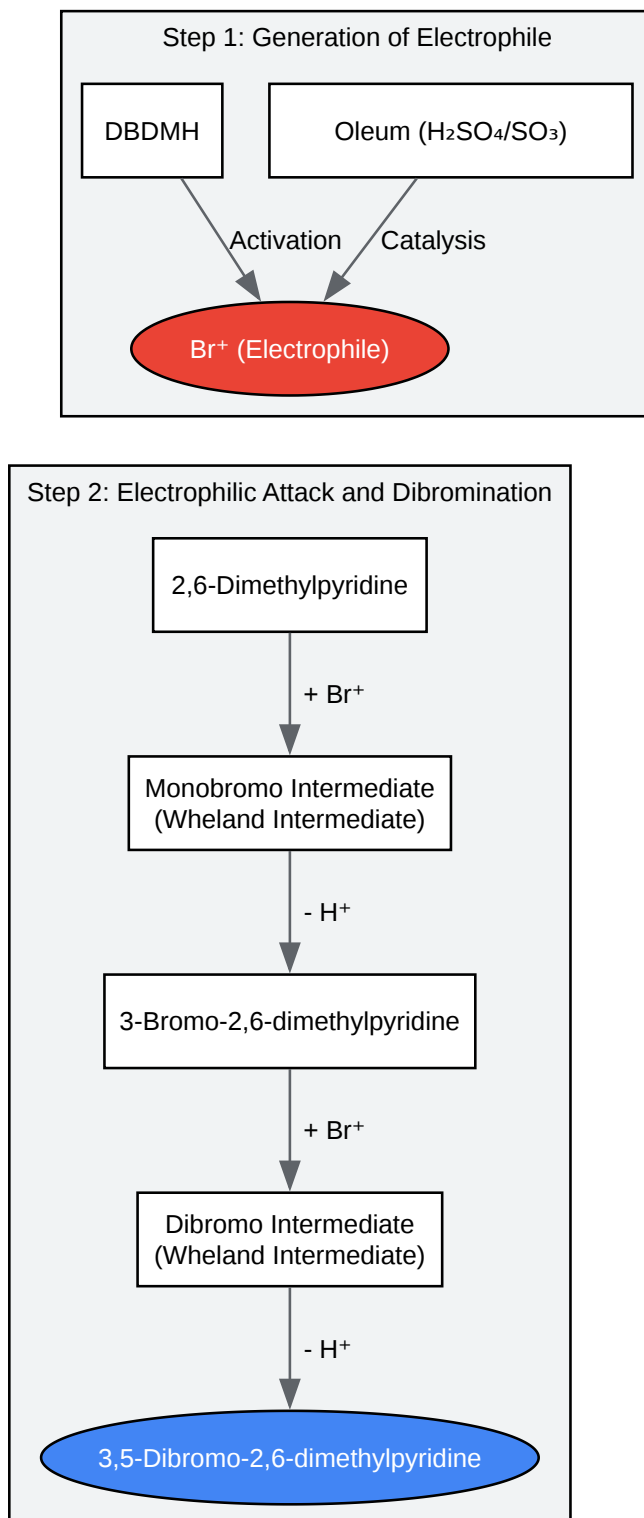 Step 1: Generation of Electrophile
DBDMH
Oleum (H₂SO₄/SO₃)
Activation
Catalysis
Br⁺ (Electrophile)
Step 2: Electrophilic Attack and Dibromination
2,6-Dimethylpyridine
+ Br⁺
Monobromo Intermediate
(Wheland Intermediate)
- H⁺
3-Bromo-2,6-dimethylpyridine
+ Br⁺
Dibromo Intermediate
(Wheland Intermediate)
- H⁺
3,5-Dibromo-2,6-dimethylpyridine